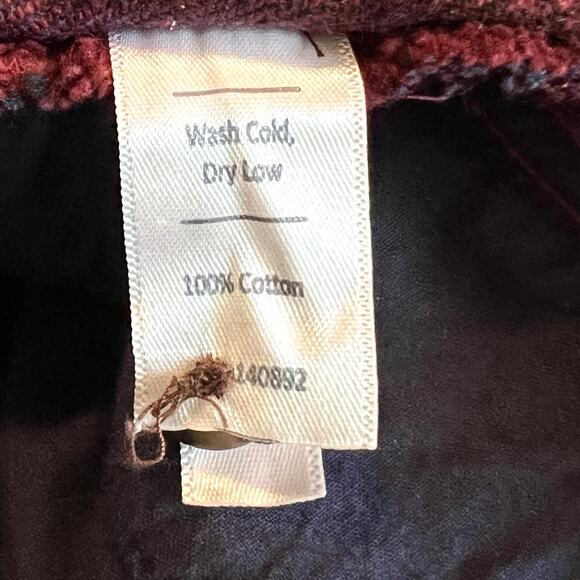 Wash Cold,
Dry Low
100% Cotton
140892